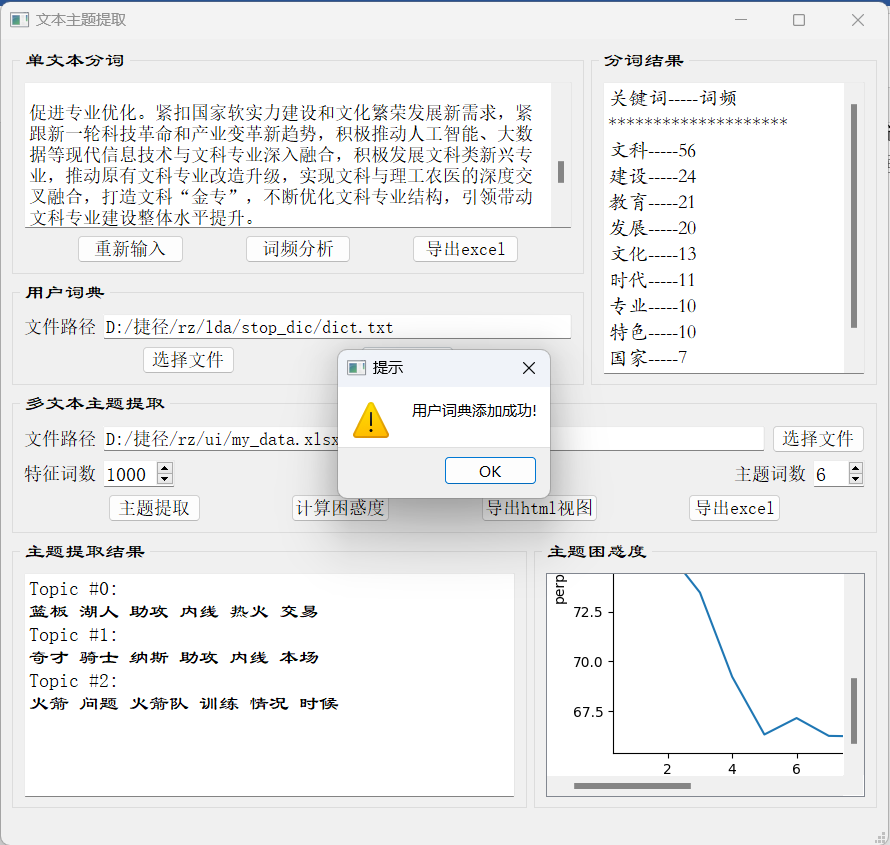 文本主题提取
单文本分词
促进专业优化。紧扣国家软实力建设和文化繁荣发展新需求，紧
跟新一轮科技革命和产业变革新趋势，积极推动人工智能、大数
据等现代信息技术与文科专业深入融合，积极发展文科类新兴专
业，推动原有文科专业改造升级，实现文科与理工农医的深度交
叉融合，打造文科“金专”，不断优化文科专业结构，引领带动
文科专业建设整体水平提升。
重新输入 词频分析 导出excel
分词结果
关键词-----词频
********************
文科-----56
建设-----24
教育-----21
发展-----20
文化-----13
时代-----11
专业-----10
特色-----10
国家-----7
用户词典
文件路径 D:/捷径/rz/lda/stop_dic/dict.txt
选择文件
提示
用户词典添加成功!
OK
多文本主题提取
文件路径 D:/捷径/rz/ui/my_data.xlsx 选择文件
特征词数 1000 主题词数 6
主题提取 计算困惑度 导出html视图 导出excel
主题提取结果
Topic #0:
篮板 湖人 助攻 内线 热火 交易
Topic #1:
奇才 骑士 纳斯 助攻 内线 本场
Topic #2:
火箭 问题 火箭队 训练 情况 时候
主题困惑度
perp
72.5
70.0
67.5
2 4 6